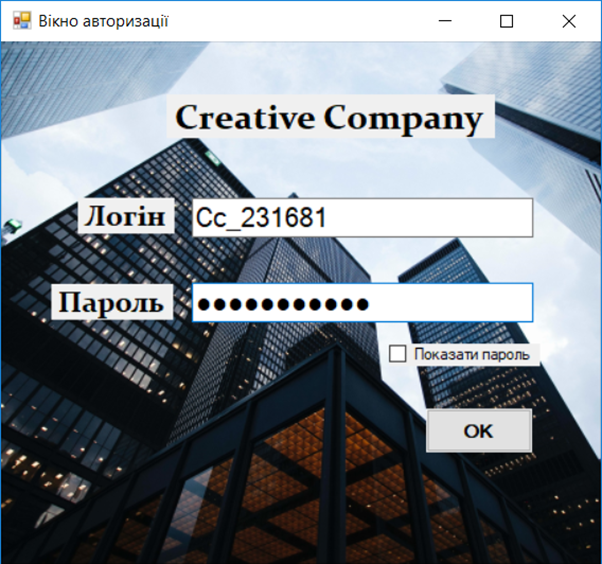 Вікно авторизації
Creative Company
Логін
Cc_231681
Пароль
●●●●●●●●●●●
Показати пароль
OK